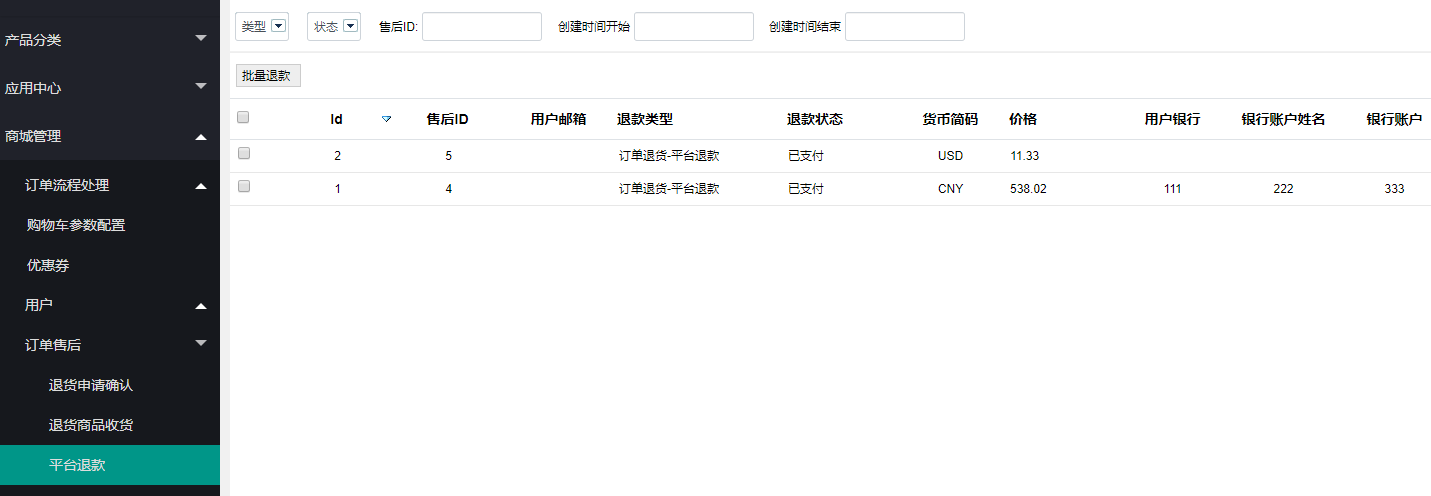 产品分类
应用中心
商城管理
订单流程处理
购物车参数配置
优惠券
用户
订单售后
退货申请确认
退货商品收货
平台退款
类型 状态 售后ID: 创建时间开始 创建时间结束
批量退款
Id 售后ID 用户邮箱 退款类型 退款状态 货币简码 价格 用户银行 银行账户姓名 银行账户
2 5 订单退货-平台退款 已支付 USD 11.33
1 4 订单退货-平台退款 已支付 CNY 538.02 111 222 333